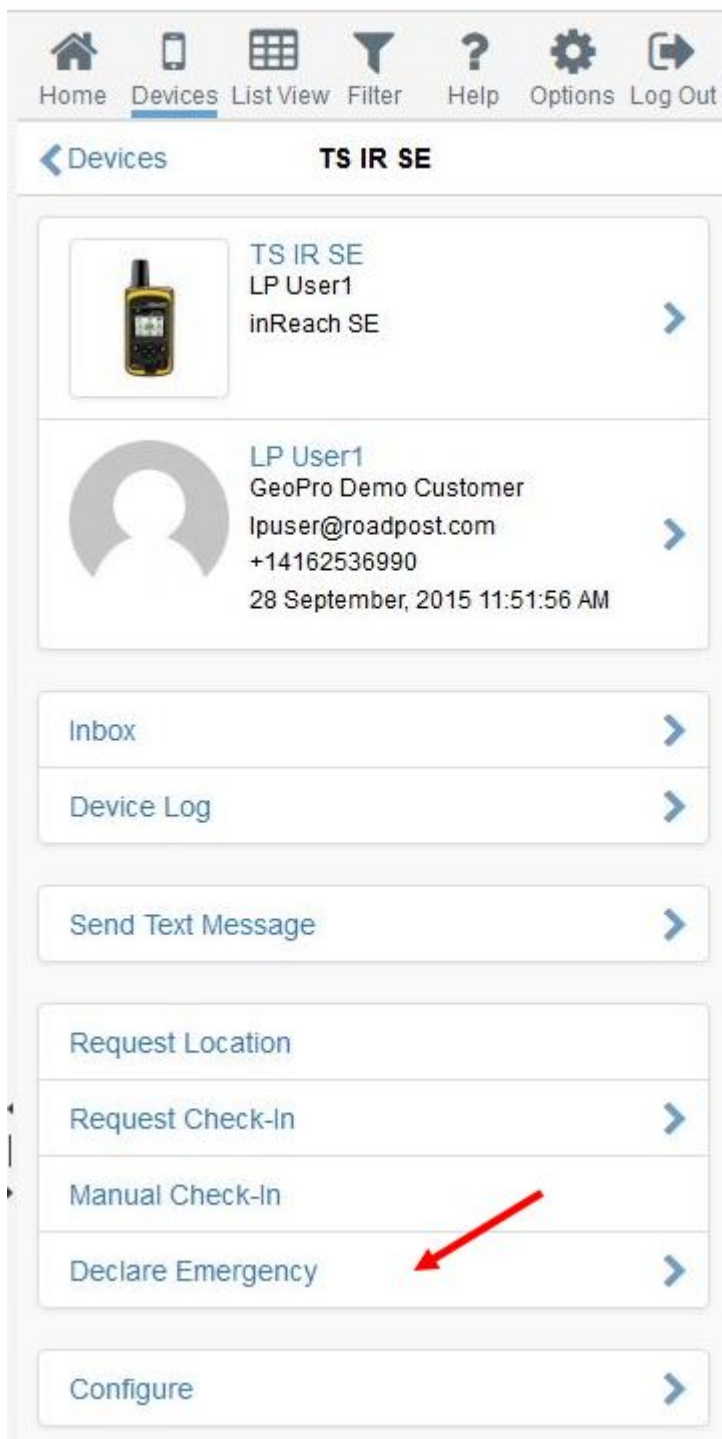 Home Devices List View Filter Help Options Log Out
Devices TS IR SE
TS IR SE
LP User1
inReach SE
LP User1
GeoPro Demo Customer
lpuser@roadpost.com
+14162536990
28 September, 2015 11:51:56 AM
Inbox
Device Log
Send Text Message
Request Location
Request Check-In
Manual Check-In
Declare Emergency
Configure